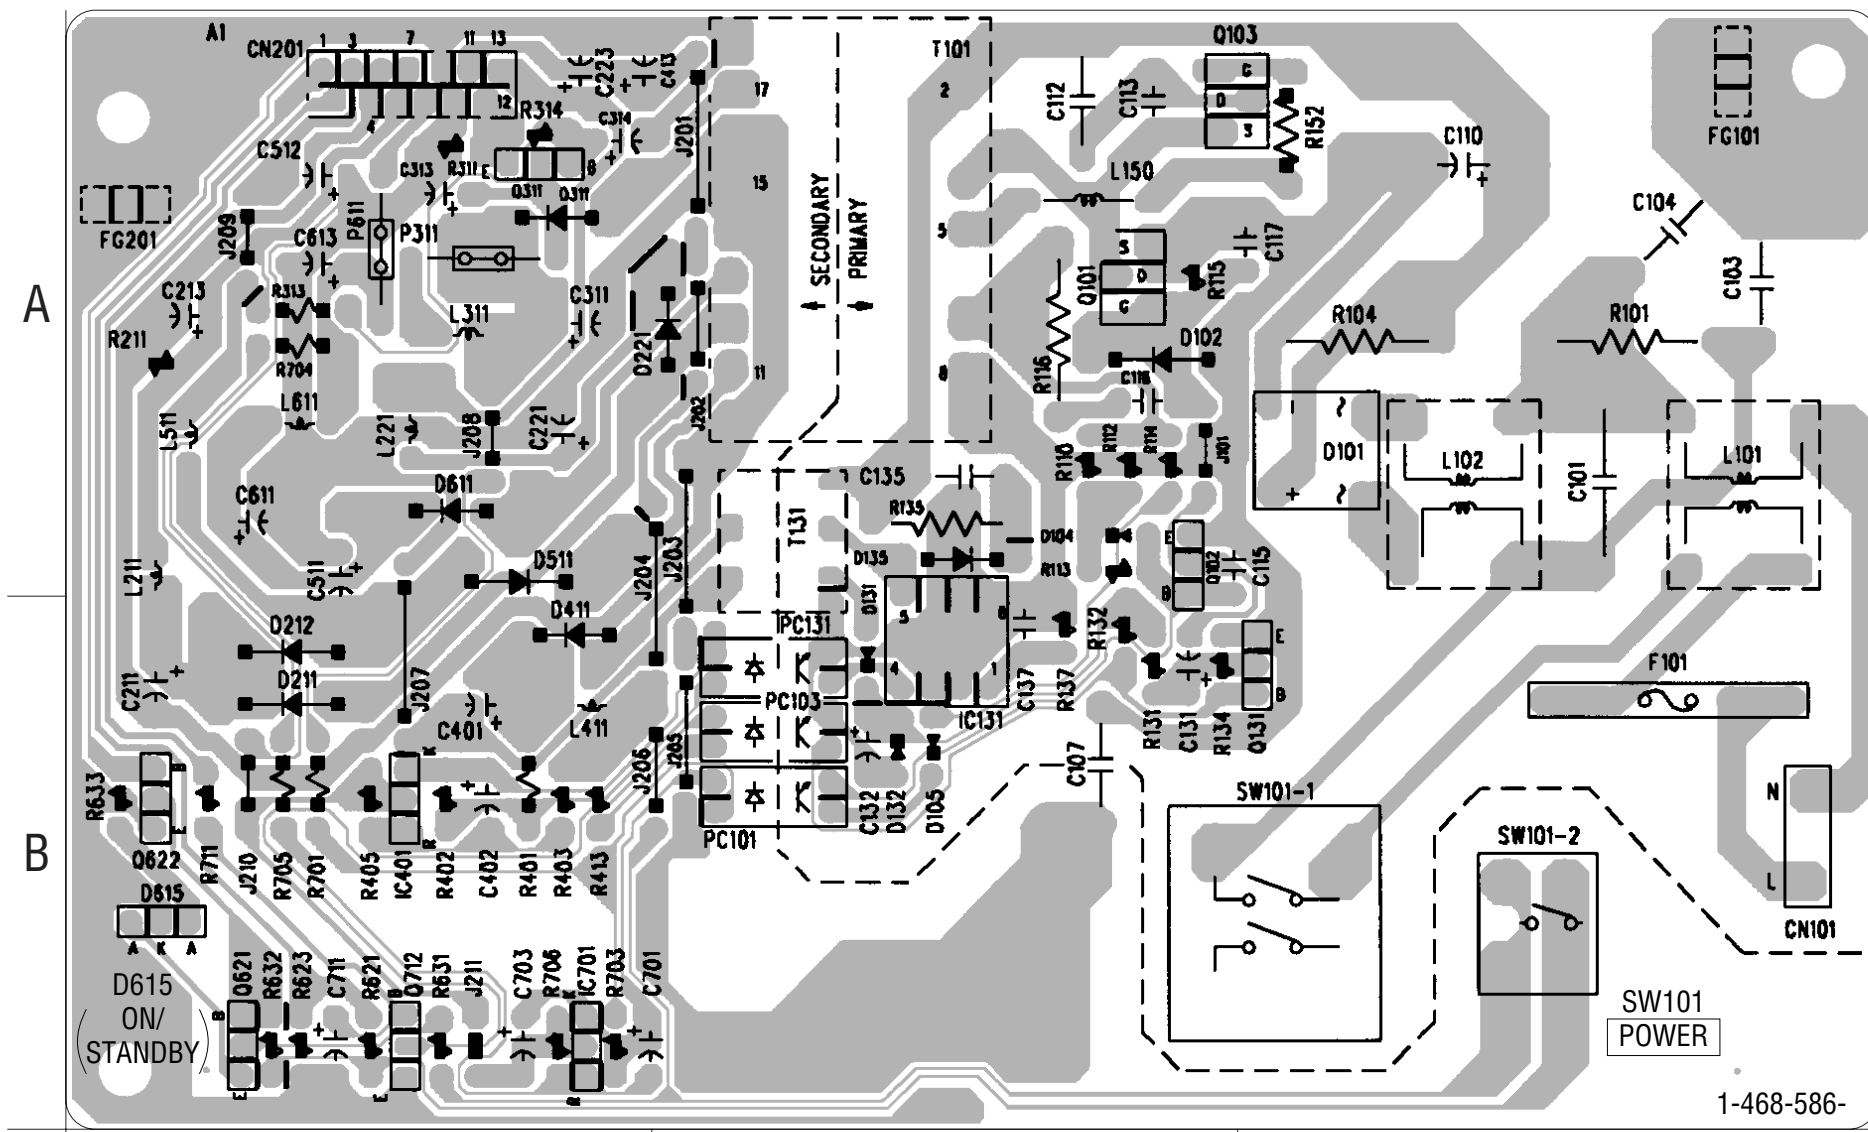 A1
CN201
1 3 7 11 13
4 12
C223
C413
R314
C314
C512
C313
R311
E B
Q311
D311
J201
FG201
J209
C613
P611
P311
C213
R313
L311
C311
R211
R704
D221
L611
L511
L221
J208
C221
J202
T101
17
2
15
5
11
8
SECONDARY
PRIMARY
Q103
G
D
S
C112
C113
R152
C110
L150
FG101
C104
C103
Q101
S
D
G
R115
C117
R116
D102
C116
R104
R101
R110
R112
R114
J101
D101
L102
C101
L101
A
D611
C611
L211
C511
D511
J204
J203
T131
C135
R135
D135
D104
R113
E
Q102
B
C115
D212
D411
D131
PC131
5
8
4
1
R132
E
B
C211
D211
J207
C401
L411
PC103
IC131
C137
R137
R131
C131
R134
Q131
F101
J206
J205
C107
K
R
R633
B
E
Q622
R711
J210
R705
R701
R405
IC401
R402
C402
R401
R403
R413
PC101
C132
D132
D105
SW101-1
SW101-2
N
L
CN101
B
D615
A K A
D615
ON/
STANDBY
Q621
R632
R623
C711
R621
Q712
R631
J211
C703
R706
IC701
R703
C701
B
E
B
E
K
R
SW101
POWER
1-468-586-